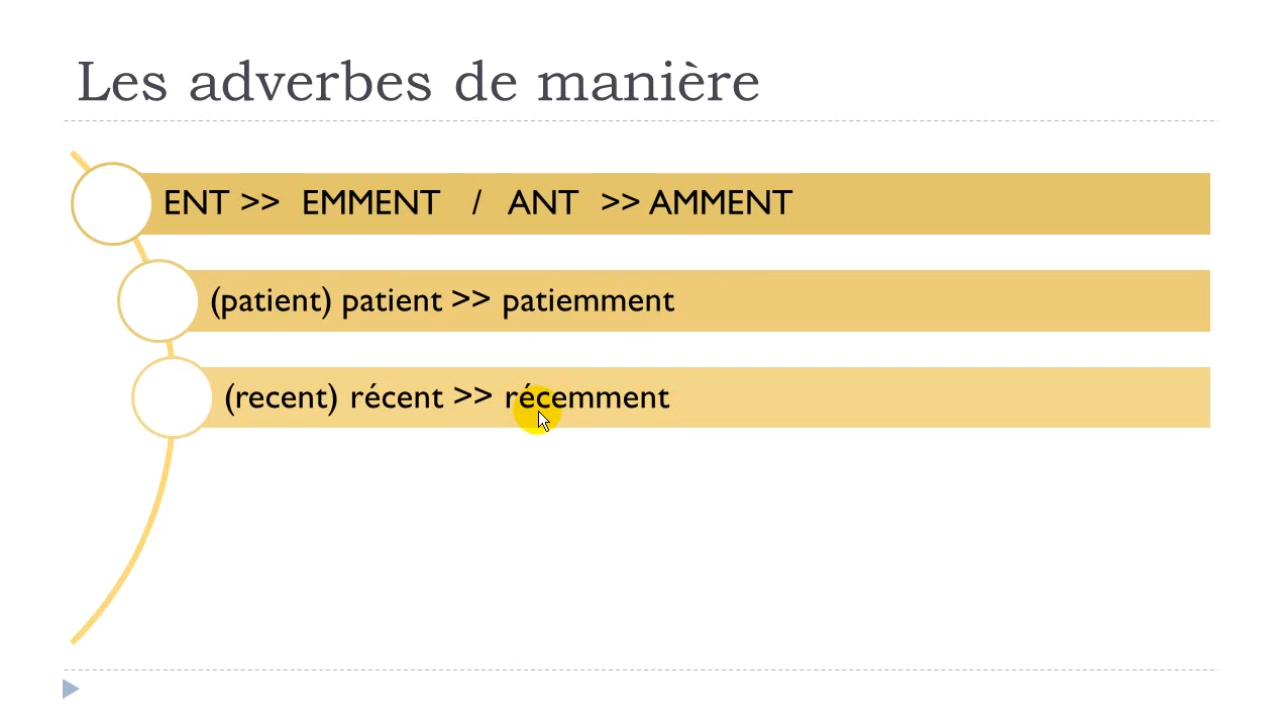 Les adverbes de manière
ENT >> EMMENT / ANT >> AMMENT
(patient) patient >> patiemment
(recent) récent >> récemment